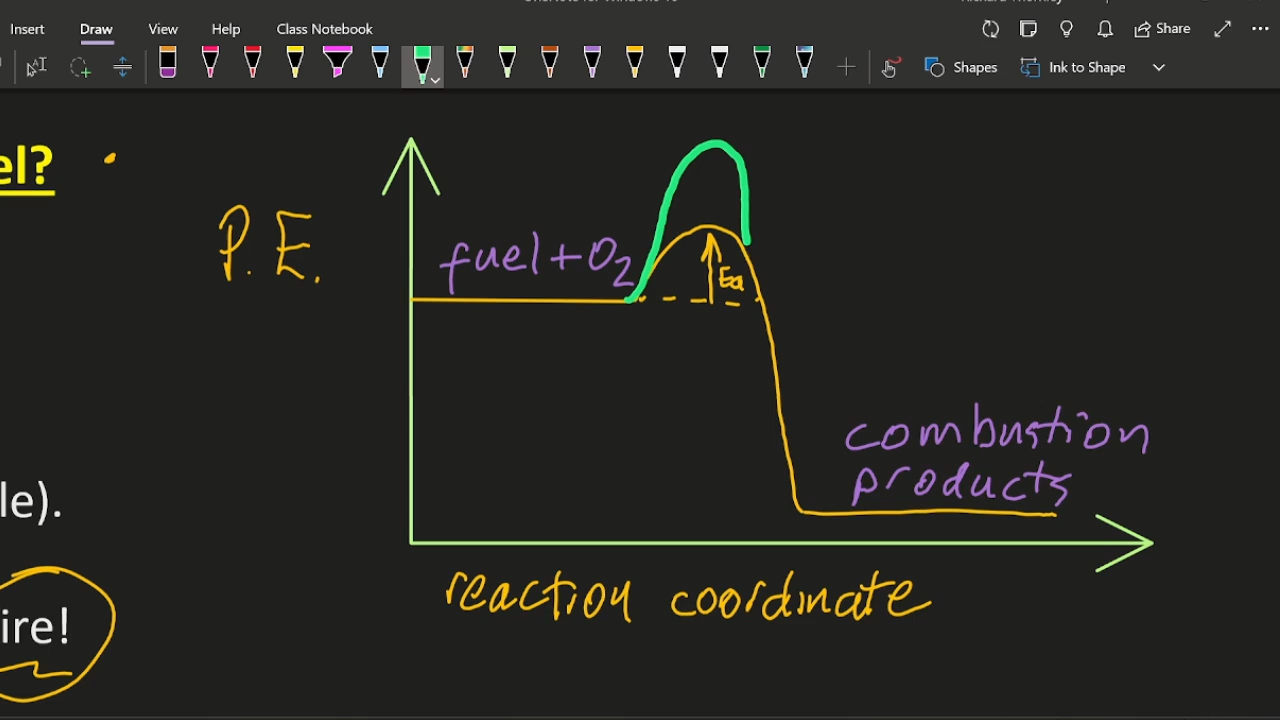 Insert Draw View Help Class Notebook Share
Shapes Ink to Shape
el?
P.E.
fuel + O2
Ea
combustion
products
le).
ire!
reaction coordinate